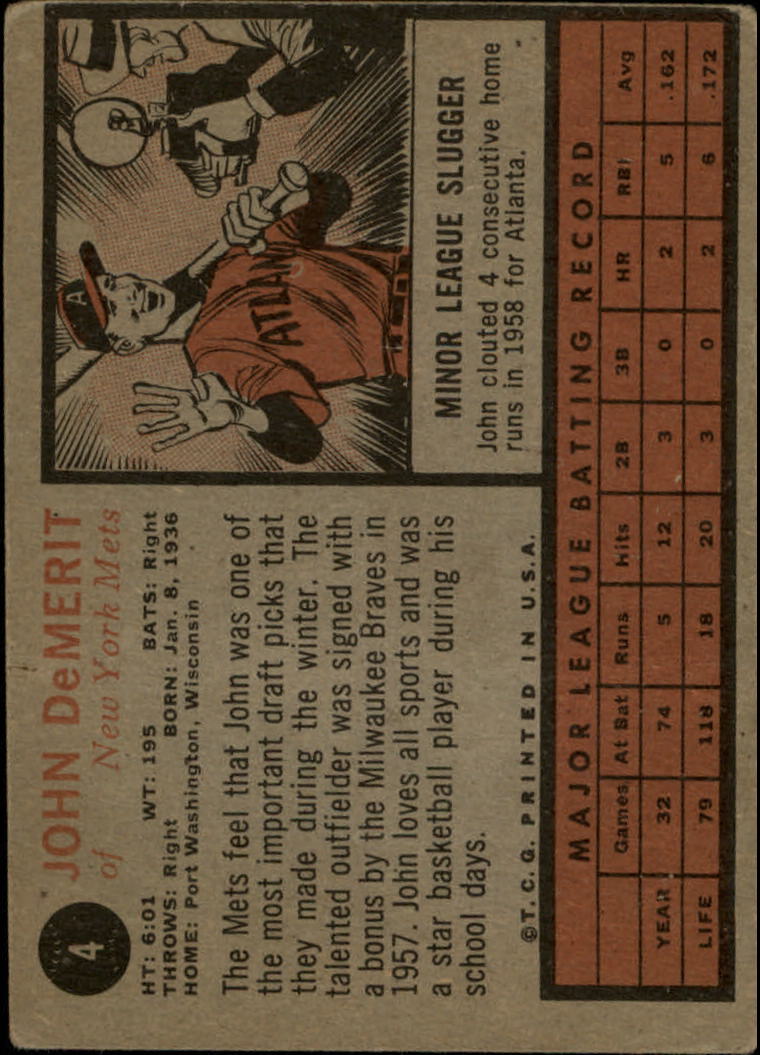 4
JOHN DeMERIT
of New York Mets
HT: 6:01 WT: 195 BATS: Right
THROWS: Right BORN: Jan. 8, 1936
HOME: Port Washington, Wisconsin
The Mets feel that John was one of
the most important draft picks that
they made during the winter. The
talented outfielder was signed with
a bonus by the Milwaukee Braves in
1957. John loves all sports and was
a star basketball player during his
school days.
©T.C.G. PRINTED IN U.S.A.
A
ATLAN
MINOR LEAGUE SLUGGER
John clouted 4 consecutive home
runs in 1958 for Atlanta.
MAJOR LEAGUE BATTING RECORD
Games At Bat Runs Hits 2B 3B HR RBI Avg
YEAR 32 74 5 12 3 0 2 5 .162
LIFE 79 118 18 20 3 0 2 6 .172